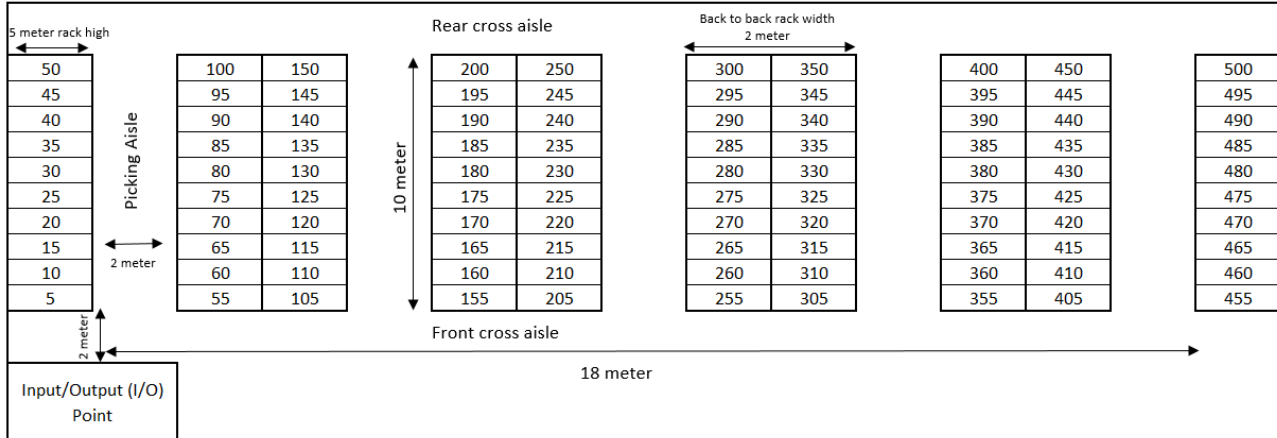 Rear cross aisle
Back to back rack width
2 meter
5 meter rack high
50 100 150 200 250 300 350 400 450 500
45 95 145 195 245 295 345 395 445 495
40 90 140 190 240 290 340 390 440 490
35 85 135 185 235 285 335 385 435 485
30 80 130 180 230 280 330 380 430 480
25 75 125 175 225 275 325 375 425 475
20 70 120 170 220 270 320 370 420 470
15 65 115 165 215 265 315 365 415 465
10 60 110 160 210 260 310 360 410 460
5 55 105 155 205 255 305 355 405 455
Picking Aisle
2 meter
10 meter
2 meter
Front cross aisle
18 meter
Input/Output (I/O)
Point